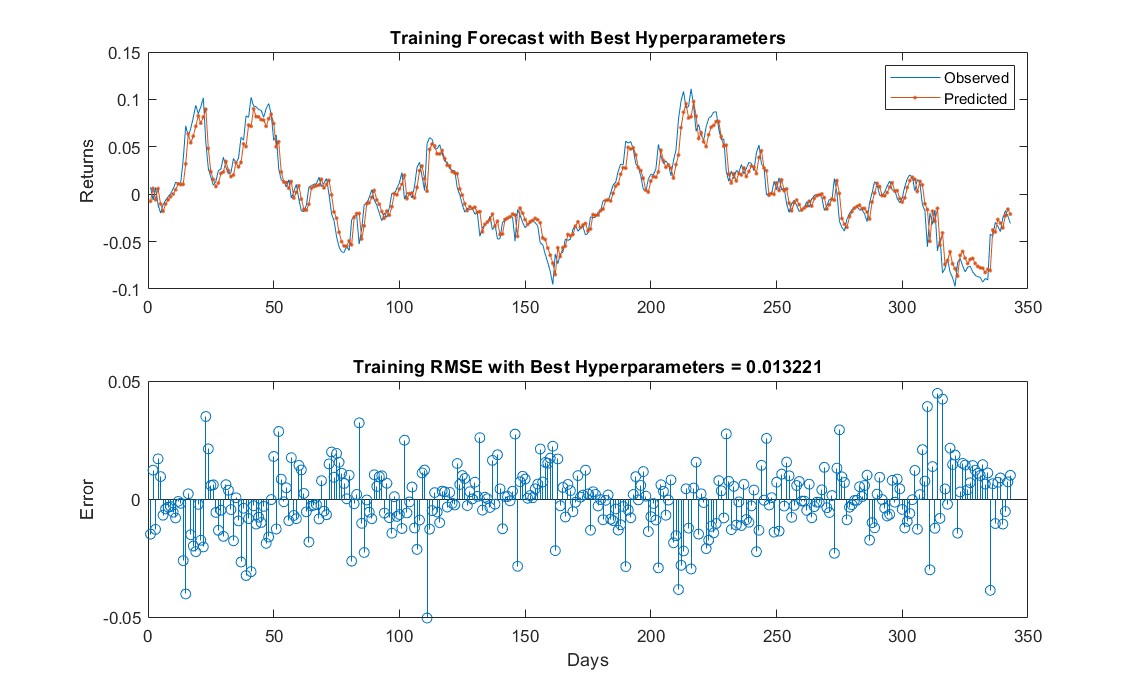 Training Forecast with Best Hyperparameters
0.15
0.1
0.05
0
-0.05
-0.1
Returns
Observed
Predicted
0 50 100 150 200 250 300 350
Training RMSE with Best Hyperparameters = 0.013221
0.05
0
-0.05
Error
0 50 100 150 200 250 300 350
Days